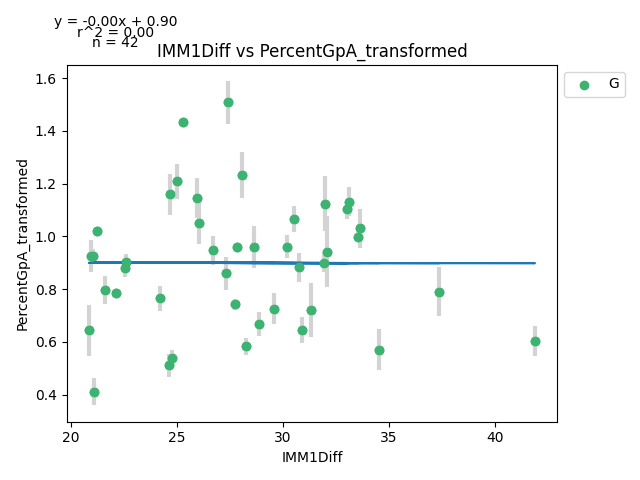 y = -0.00x + 0.90
r^2 = 0.00
n = 42
IMM1Diff vs PercentGpA_transformed
G
PercentGpA_transformed
1.6
1.4
1.2
1.0
0.8
0.6
0.4
20 25 30 35 40
IMM1Diff